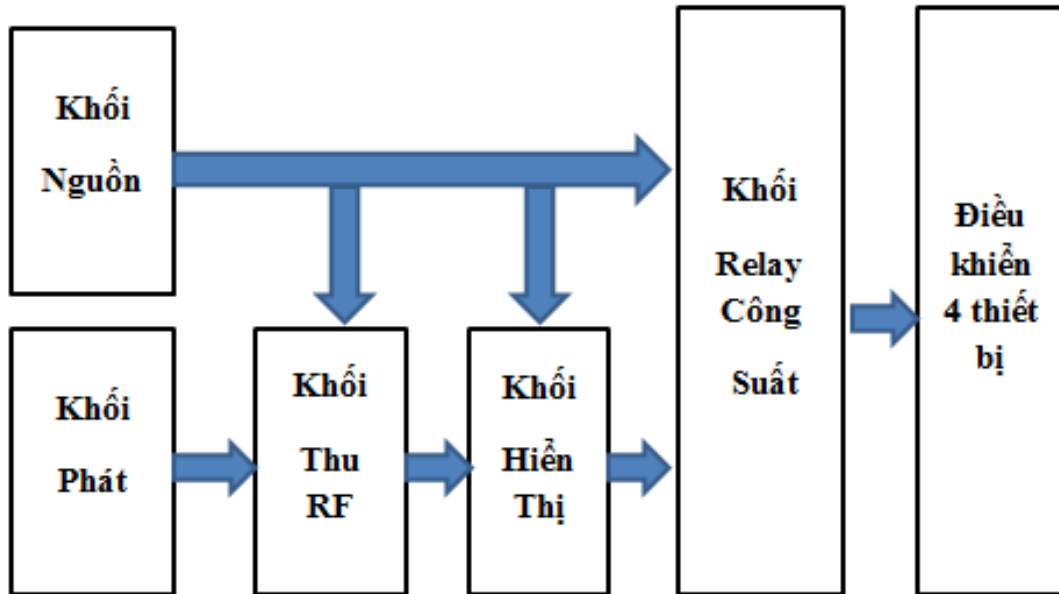 Khối
Nguồn
Khối
Phát
Khối
Thu
RF
Khối
Hiển
Thị
Khối
Relay
Công
Suất
Điều
khiển
4 thiết
bị